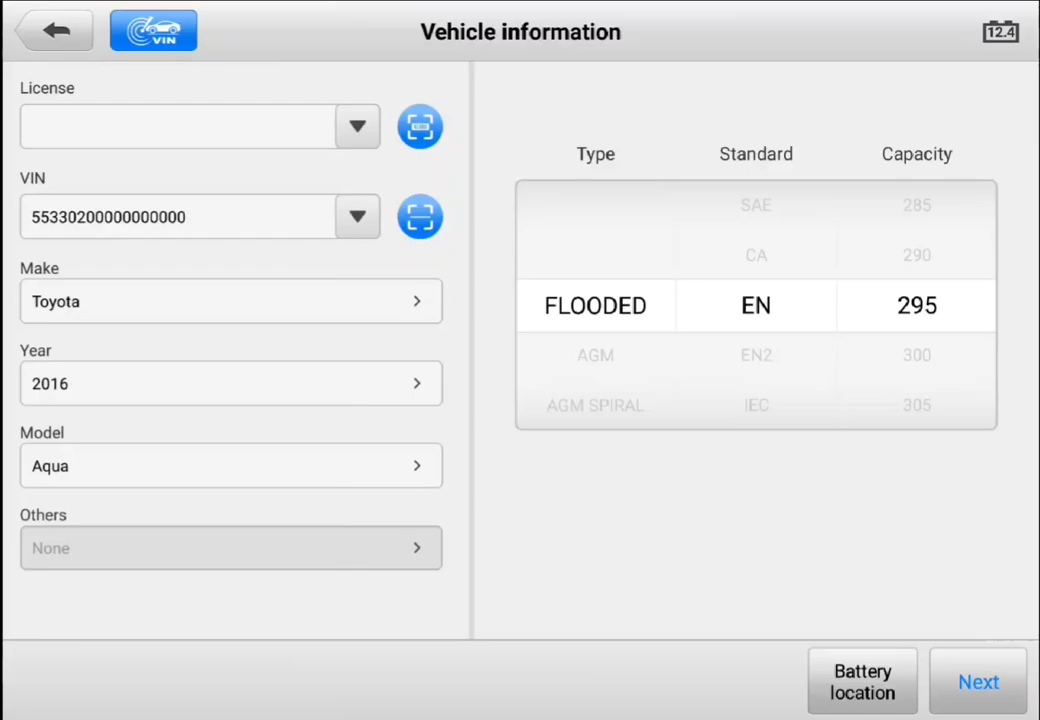 VIN
Vehicle information
12.4
License
VIN
55330200000000000
Make
Toyota
Year
2016
Model
Aqua
Others
None
Type Standard Capacity
SAE 285
CA 290
FLOODED EN 295
AGM EN2 300
AGM SPIRAL IEC 305
Battery
location
Next